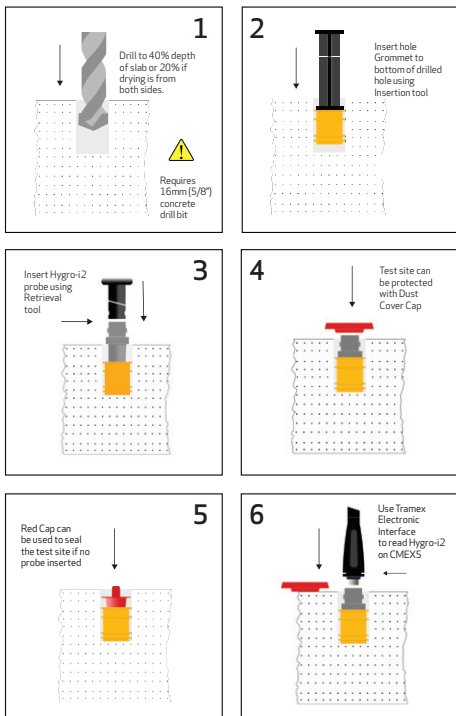 1
Drill to 40% depth
of slab or 20% if
drying is from
both sides.
Requires
16mm (5/8")
concrete
drill bit
2
Insert hole
Grommet to
bottom of drilled
hole using
Insertion tool
3
Insert Hygro-i2
probe using
Retrieval
tool
4
Test site can
be protected
with Dust
Cover Cap
5
Red Cap can
be used to seal
the test site if no
probe inserted
6
Use Tramex
Electronic
Interface
to read Hygro-i2
on CMEX5